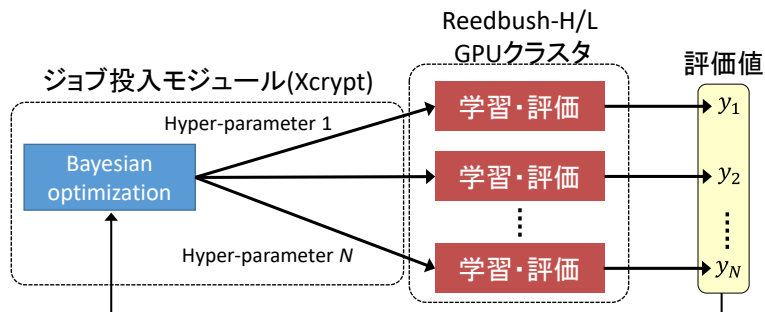 Reedbush-H/L
GPUクラスタ
ジョブ投入モジュール(Xcrypt)
評価値
Hyper-parameter 1
Bayesian
optimization
Hyper-parameter N
学習・評価
学習・評価
学習・評価
y₁
y₂
y_N